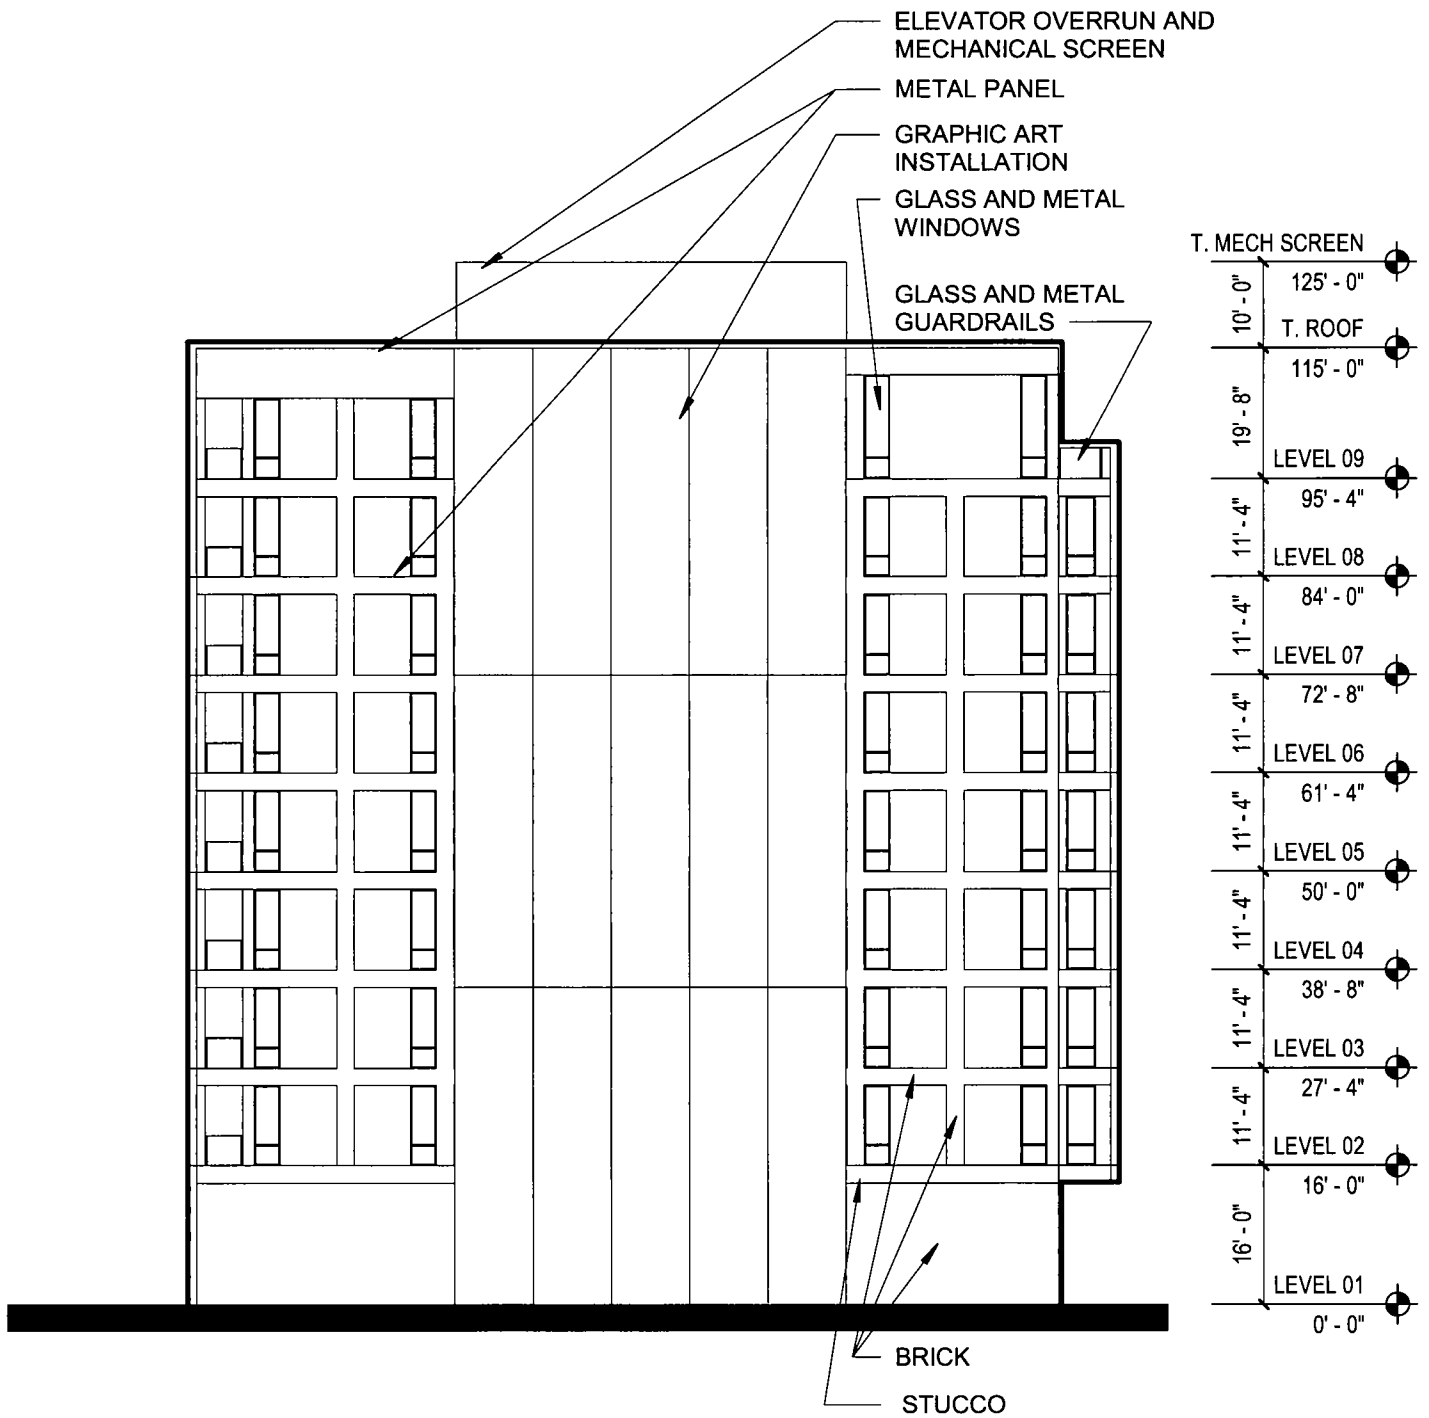 ELEVATOR OVERRUN AND
MECHANICAL SCREEN
METAL PANEL
GRAPHIC ART
INSTALLATION
GLASS AND METAL
WINDOWS
GLASS AND METAL
GUARDRAILS
T. MECH SCREEN
125' - 0"
10' - 0"
T. ROOF
115' - 0"
19' - 8"
LEVEL 09
95' - 4"
11' - 4"
LEVEL 08
84' - 0"
11' - 4"
LEVEL 07
72' - 8"
11' - 4"
LEVEL 06
61' - 4"
11' - 4"
LEVEL 05
50' - 0"
11' - 4"
LEVEL 04
38' - 8"
11' - 4"
LEVEL 03
27' - 4"
11' - 4"
LEVEL 02
16' - 0"
16' - 0"
LEVEL 01
0' - 0"
BRICK
STUCCO